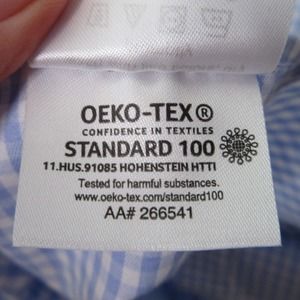 OEKO-TEX®
CONFIDENCE IN TEXTILES
STANDARD 100
11.HUS.91085 HOHENSTEIN HTTI
Tested for harmful substances.
www.oeko-tex.com/standard100
AA# 266541